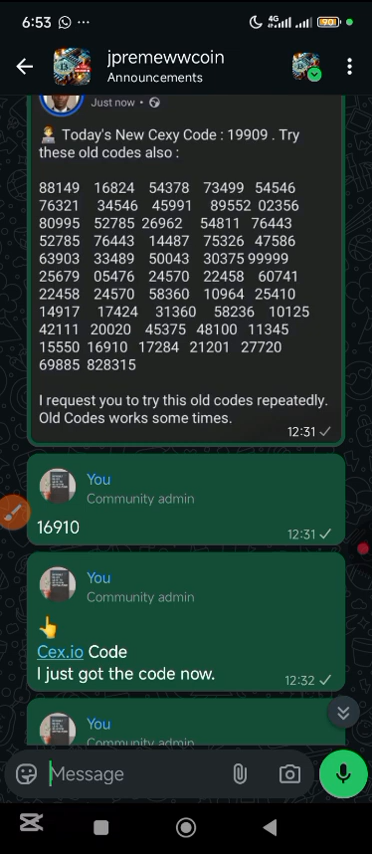 6:53
4G
90
jpremewwcoin
Announcements
Just now •
Today's New Cexy Code : 19909 . Try
these old codes also :
88149 16824 54378 73499 54546
76321 34546 45991 89552 02356
80995 52785 26962 54811 76443
52785 76443 14487 75326 47586
63903 33489 50043 30375 99999
25679 05476 24570 22458 60741
22458 24570 58360 10964 25410
14917 17424 31360 58236 10125
42111 20020 45375 48100 11345
15550 16910 17284 21201 27720
69885 828315
I request you to try this old codes repeatedly.
Old Codes works some times.
12:31
You
Community admin
16910
12:31
You
Community admin
👆
Cex.io Code
I just got the code now.
12:32
You
Community admin
Message